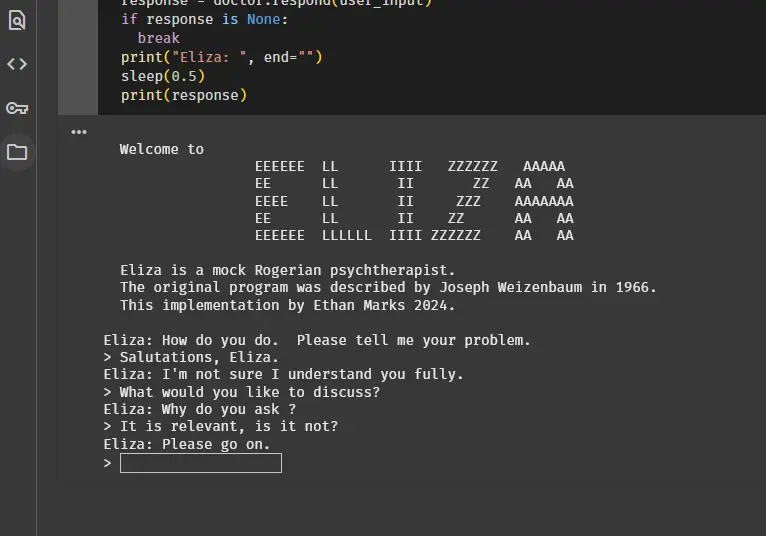 response = doctor.respond(user_input)
if response is None:
break
print("Eliza: ", end="")
sleep(0.5)
print(response)
Welcome to
EEEEEE LL IIII ZZZZZZ AAAAA
EE LL II ZZ AA AA
EEEE LL II ZZZ AAAAAAA
EE LL II ZZ AA AA
EEEEEE LLLLLL IIII ZZZZZZ AA AA
Eliza is a mock Rogerian psychtherapist.
The original program was described by Joseph Weizenbaum in 1966.
This implementation by Ethan Marks 2024.
Eliza: How do you do. Please tell me your problem.
> Salutations, Eliza.
Eliza: I'm not sure I understand you fully.
> What would you like to discuss?
Eliza: Why do you ask ?
> It is relevant, is it not?
Eliza: Please go on.
>